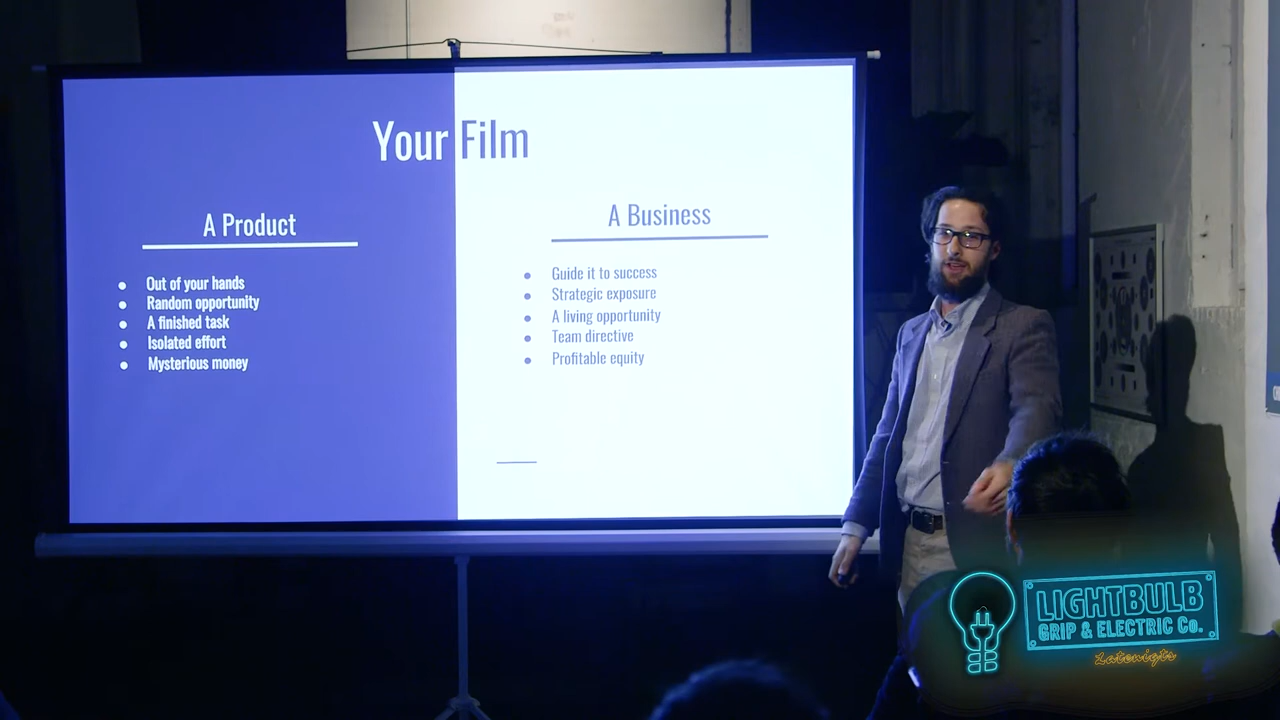 Your Film
A Product
Out of your hands
Random opportunity
A finished task
Isolated effort
Mysterious money
A Business
Guide it to success
Strategic exposure
A living opportunity
Team directive
Profitable equity
LIGHTBULB
GRIP & ELECTRIC Co.
Latenigts